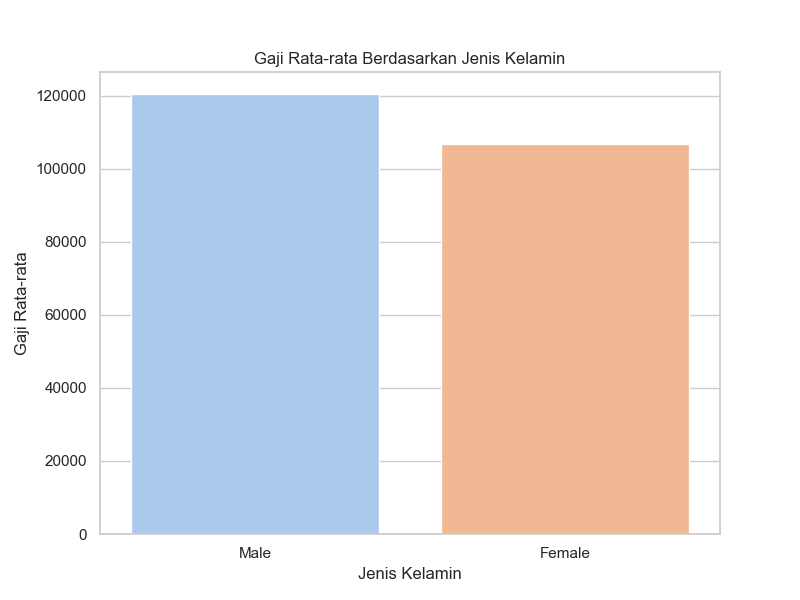 Gaji Rata-rata Berdasarkan Jenis Kelamin
120000
100000
80000
60000
40000
20000
0
Gaji Rata-rata
Male
Female
Jenis Kelamin